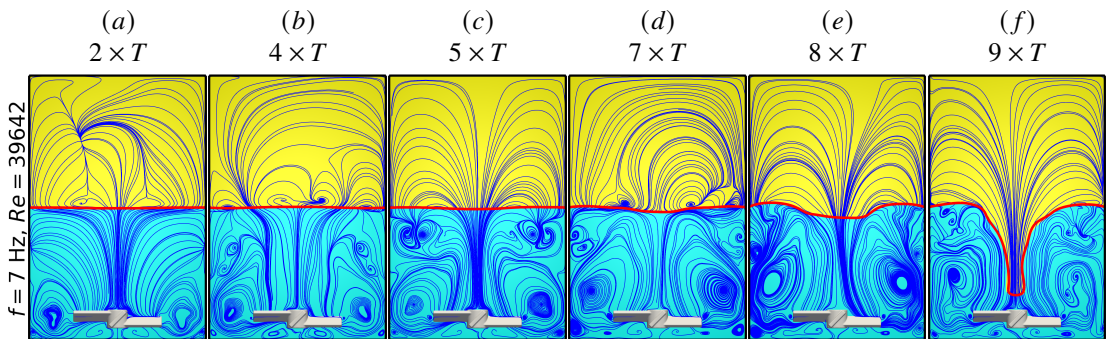 (a) (b) (c) (d) (e) (f)
2 × T 4 × T 5 × T 7 × T 8 × T 9 × T
f = 7 Hz, Re = 39642